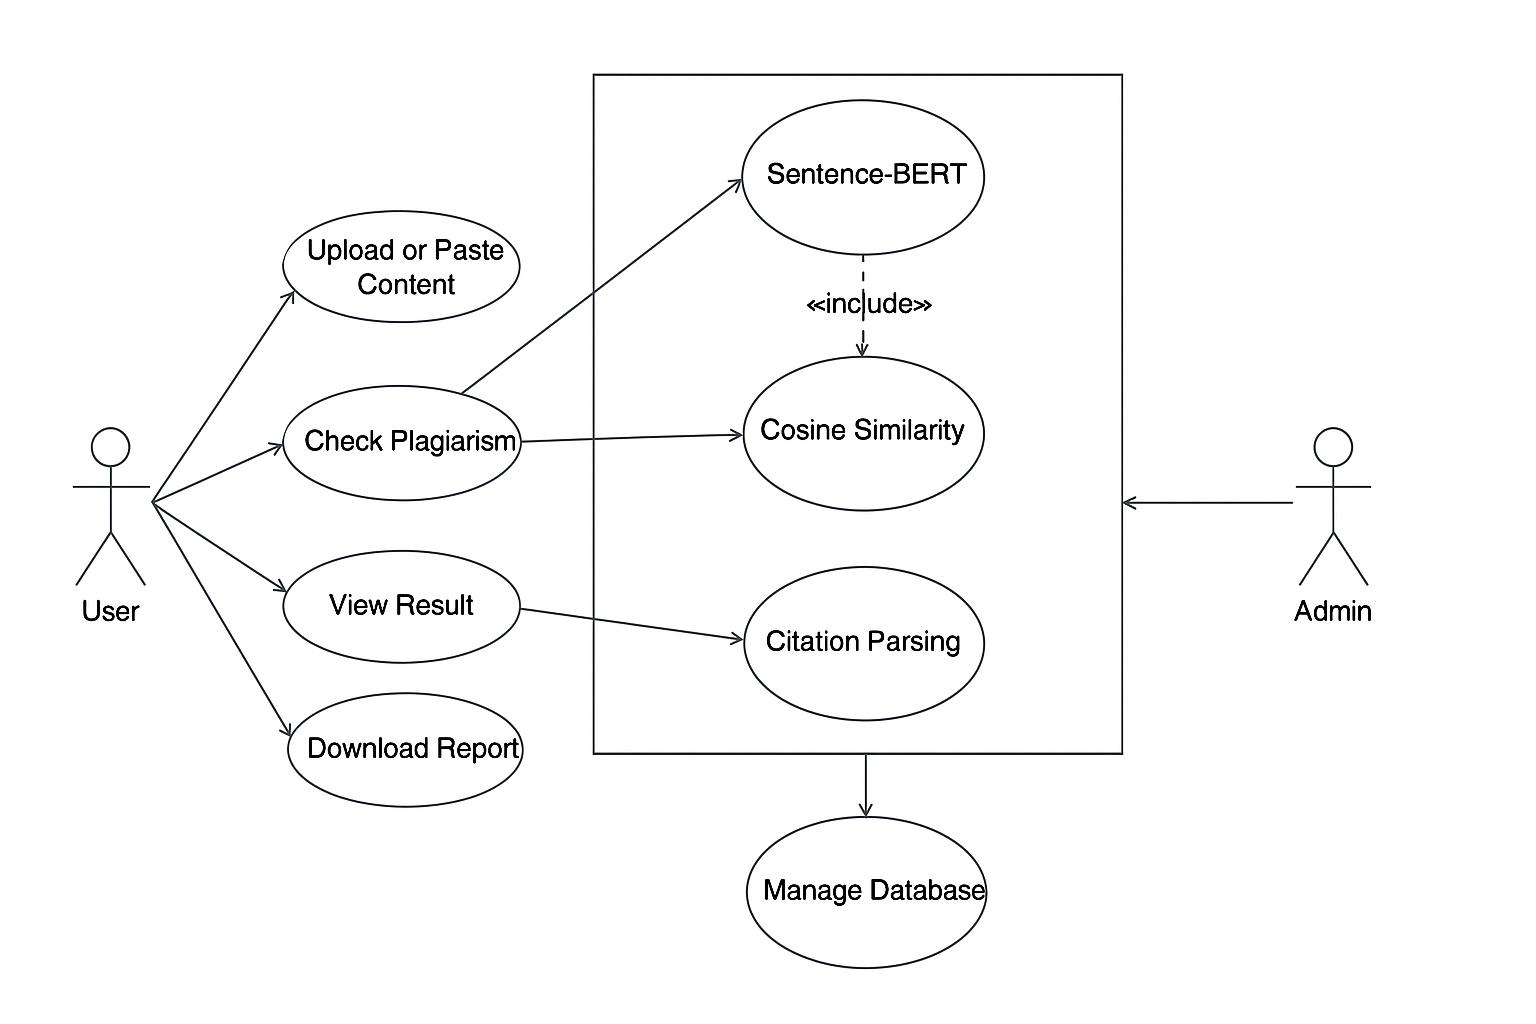 Sentence-BERT
Upload or Paste
Content
«include»
Check Plagiarism
Cosine Similarity
User
View Result
Citation Parsing
Admin
Download Report
Manage Database